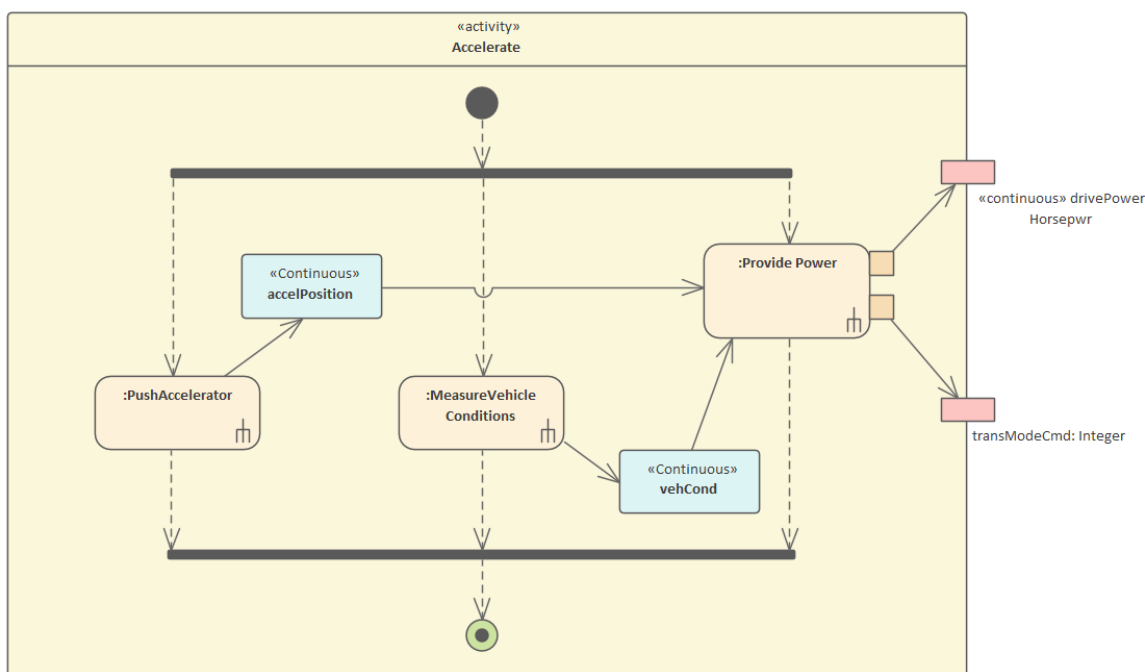 «activity»
Accelerate
«continuous» drivePower
Horsepwr
:Provide Power
«Continuous»
accelPosition
:PushAccelerator
:MeasureVehicle
Conditions
transModeCmd: Integer
«Continuous»
vehCond